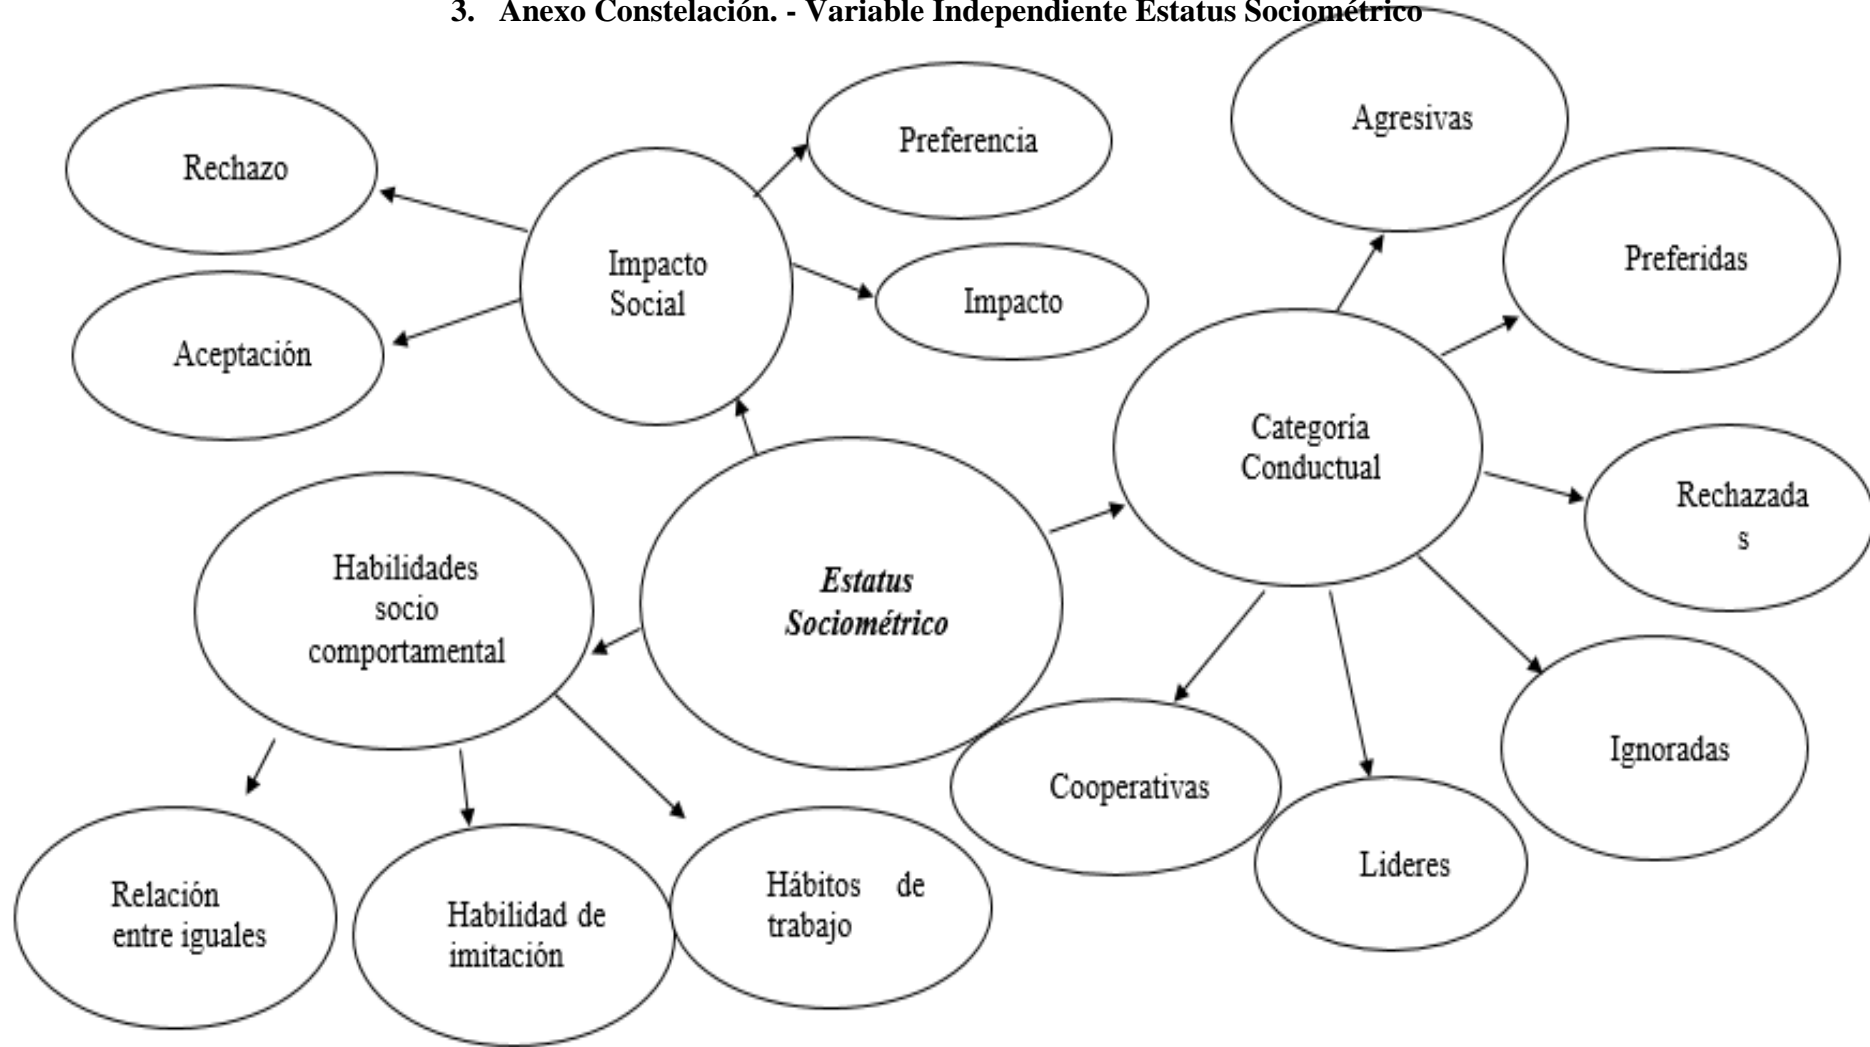 3. Anexo Constelación. - Variable Independiente Estatus Sociométrico
Rechazo
Aceptación
Impacto
Social
Preferencia
Impacto
Agresivas
Preferidas
Categoría
Conductual
Rechazada
s
Ignoradas
Lideres
Cooperativas
Estatus
Sociométrico
Habilidades
socio
comportamental
Relación
entre iguales
Habilidad de
imitación
Hábitos de
trabajo